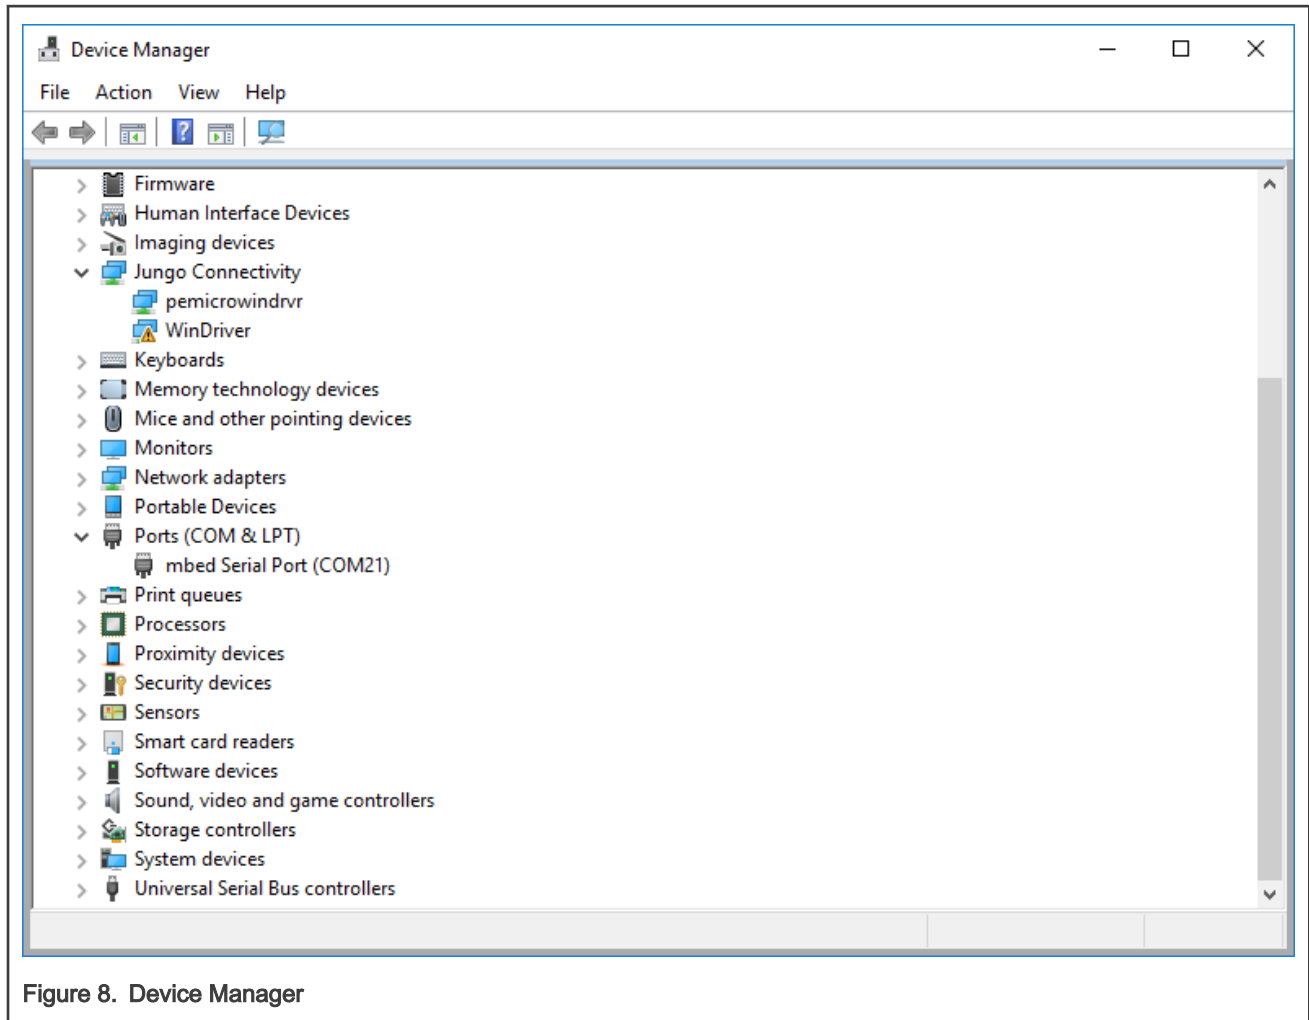 Device Manager
File Action View Help
Firmware
Human Interface Devices
Imaging devices
Jungo Connectivity
pemicrowindrvr
WinDriver
Keyboards
Memory technology devices
Mice and other pointing devices
Monitors
Network adapters
Portable Devices
Ports (COM & LPT)
mbed Serial Port (COM21)
Print queues
Processors
Proximity devices
Security devices
Sensors
Smart card readers
Software devices
Sound, video and game controllers
Storage controllers
System devices
Universal Serial Bus controllers
Figure 8. Device Manager